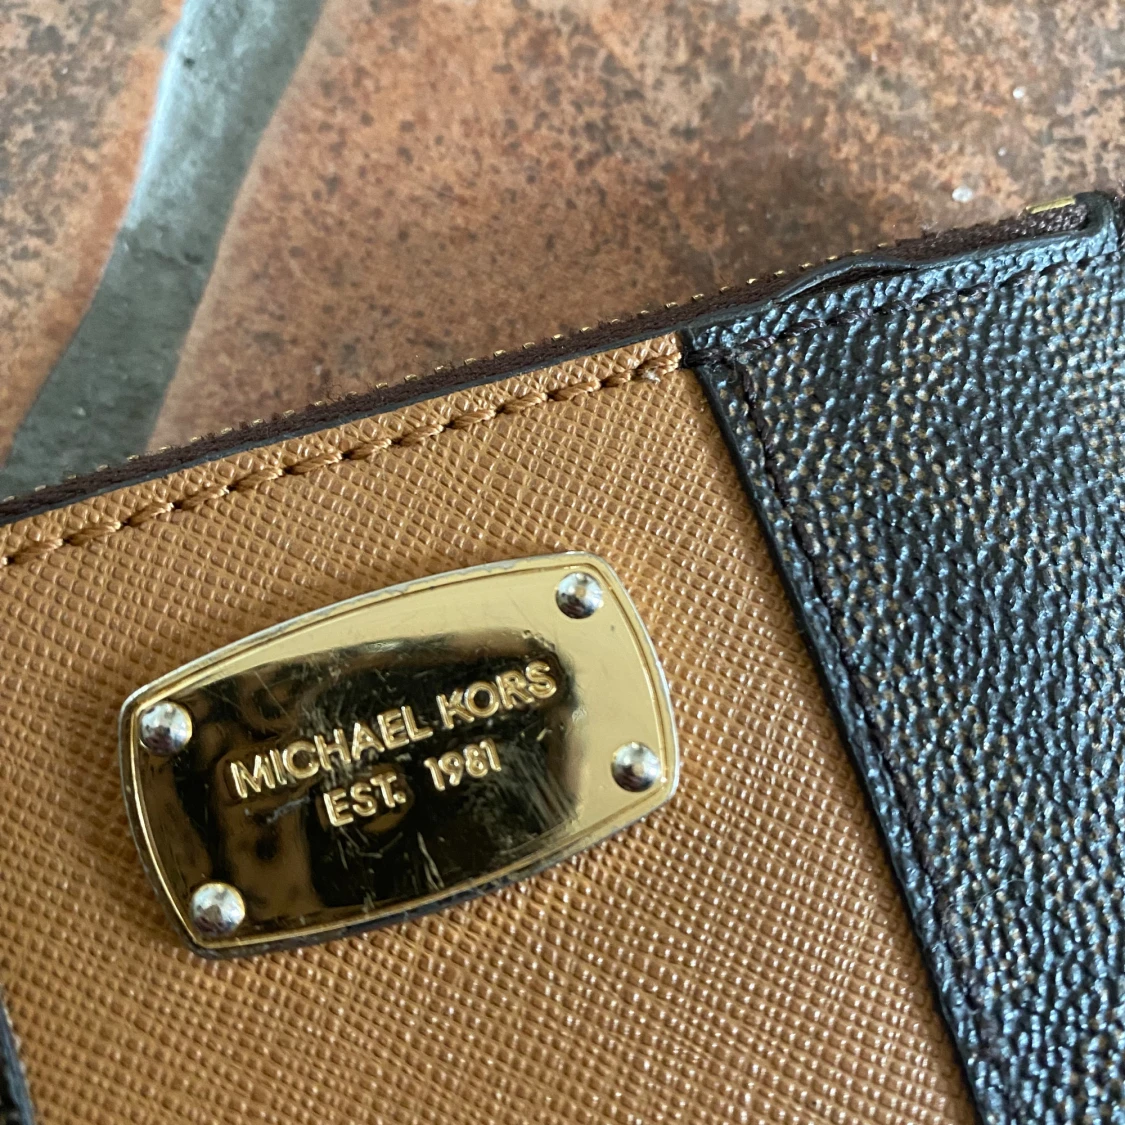 MICHAEL KORS
EST. 1981